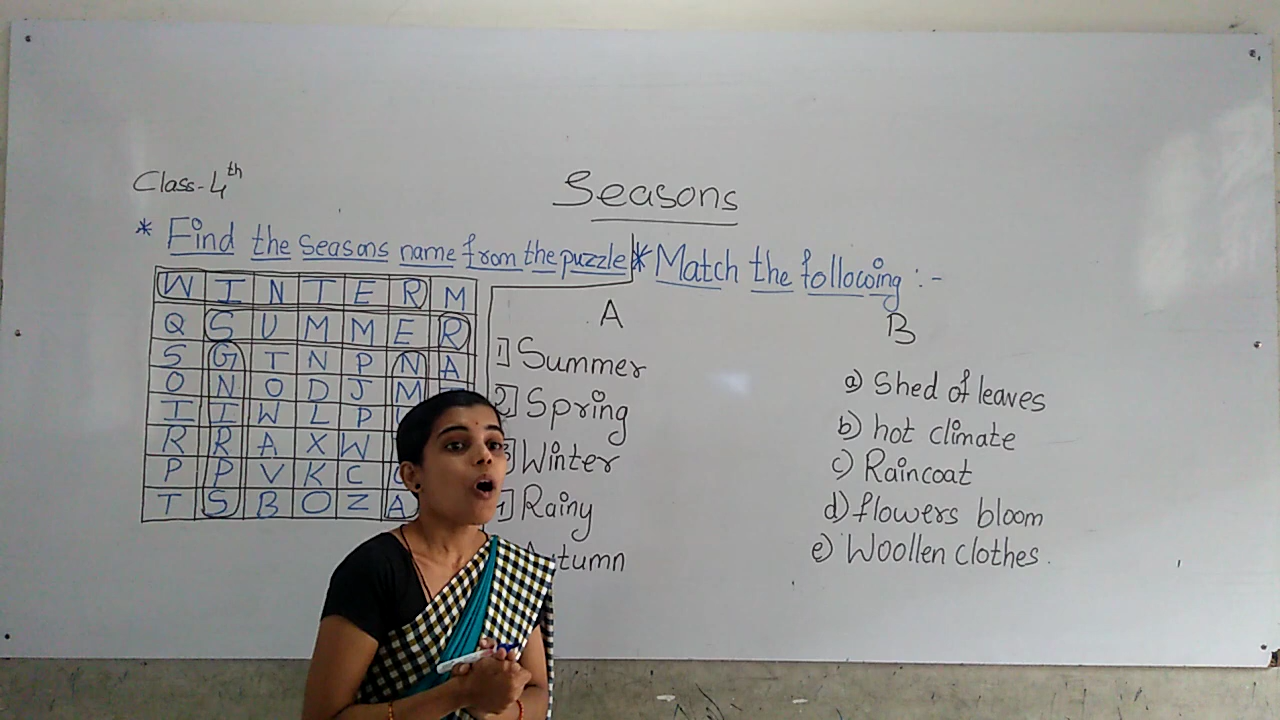 Class-4th
Seasons
* Find the Seasons name from the puzzle
W I N T E R M
Q S U M M E R
S G T N P N A
O N O D J M
I I W L P
R R A X W
P P V K C
T S B O Z A
* Match the following :-
A
B
1] Summer
2] Spring
Winter
Rainy
tumn
a) Shed of leaves
b) hot climate
c) Raincoat
d) flowers bloom
e) Woollen clothes.